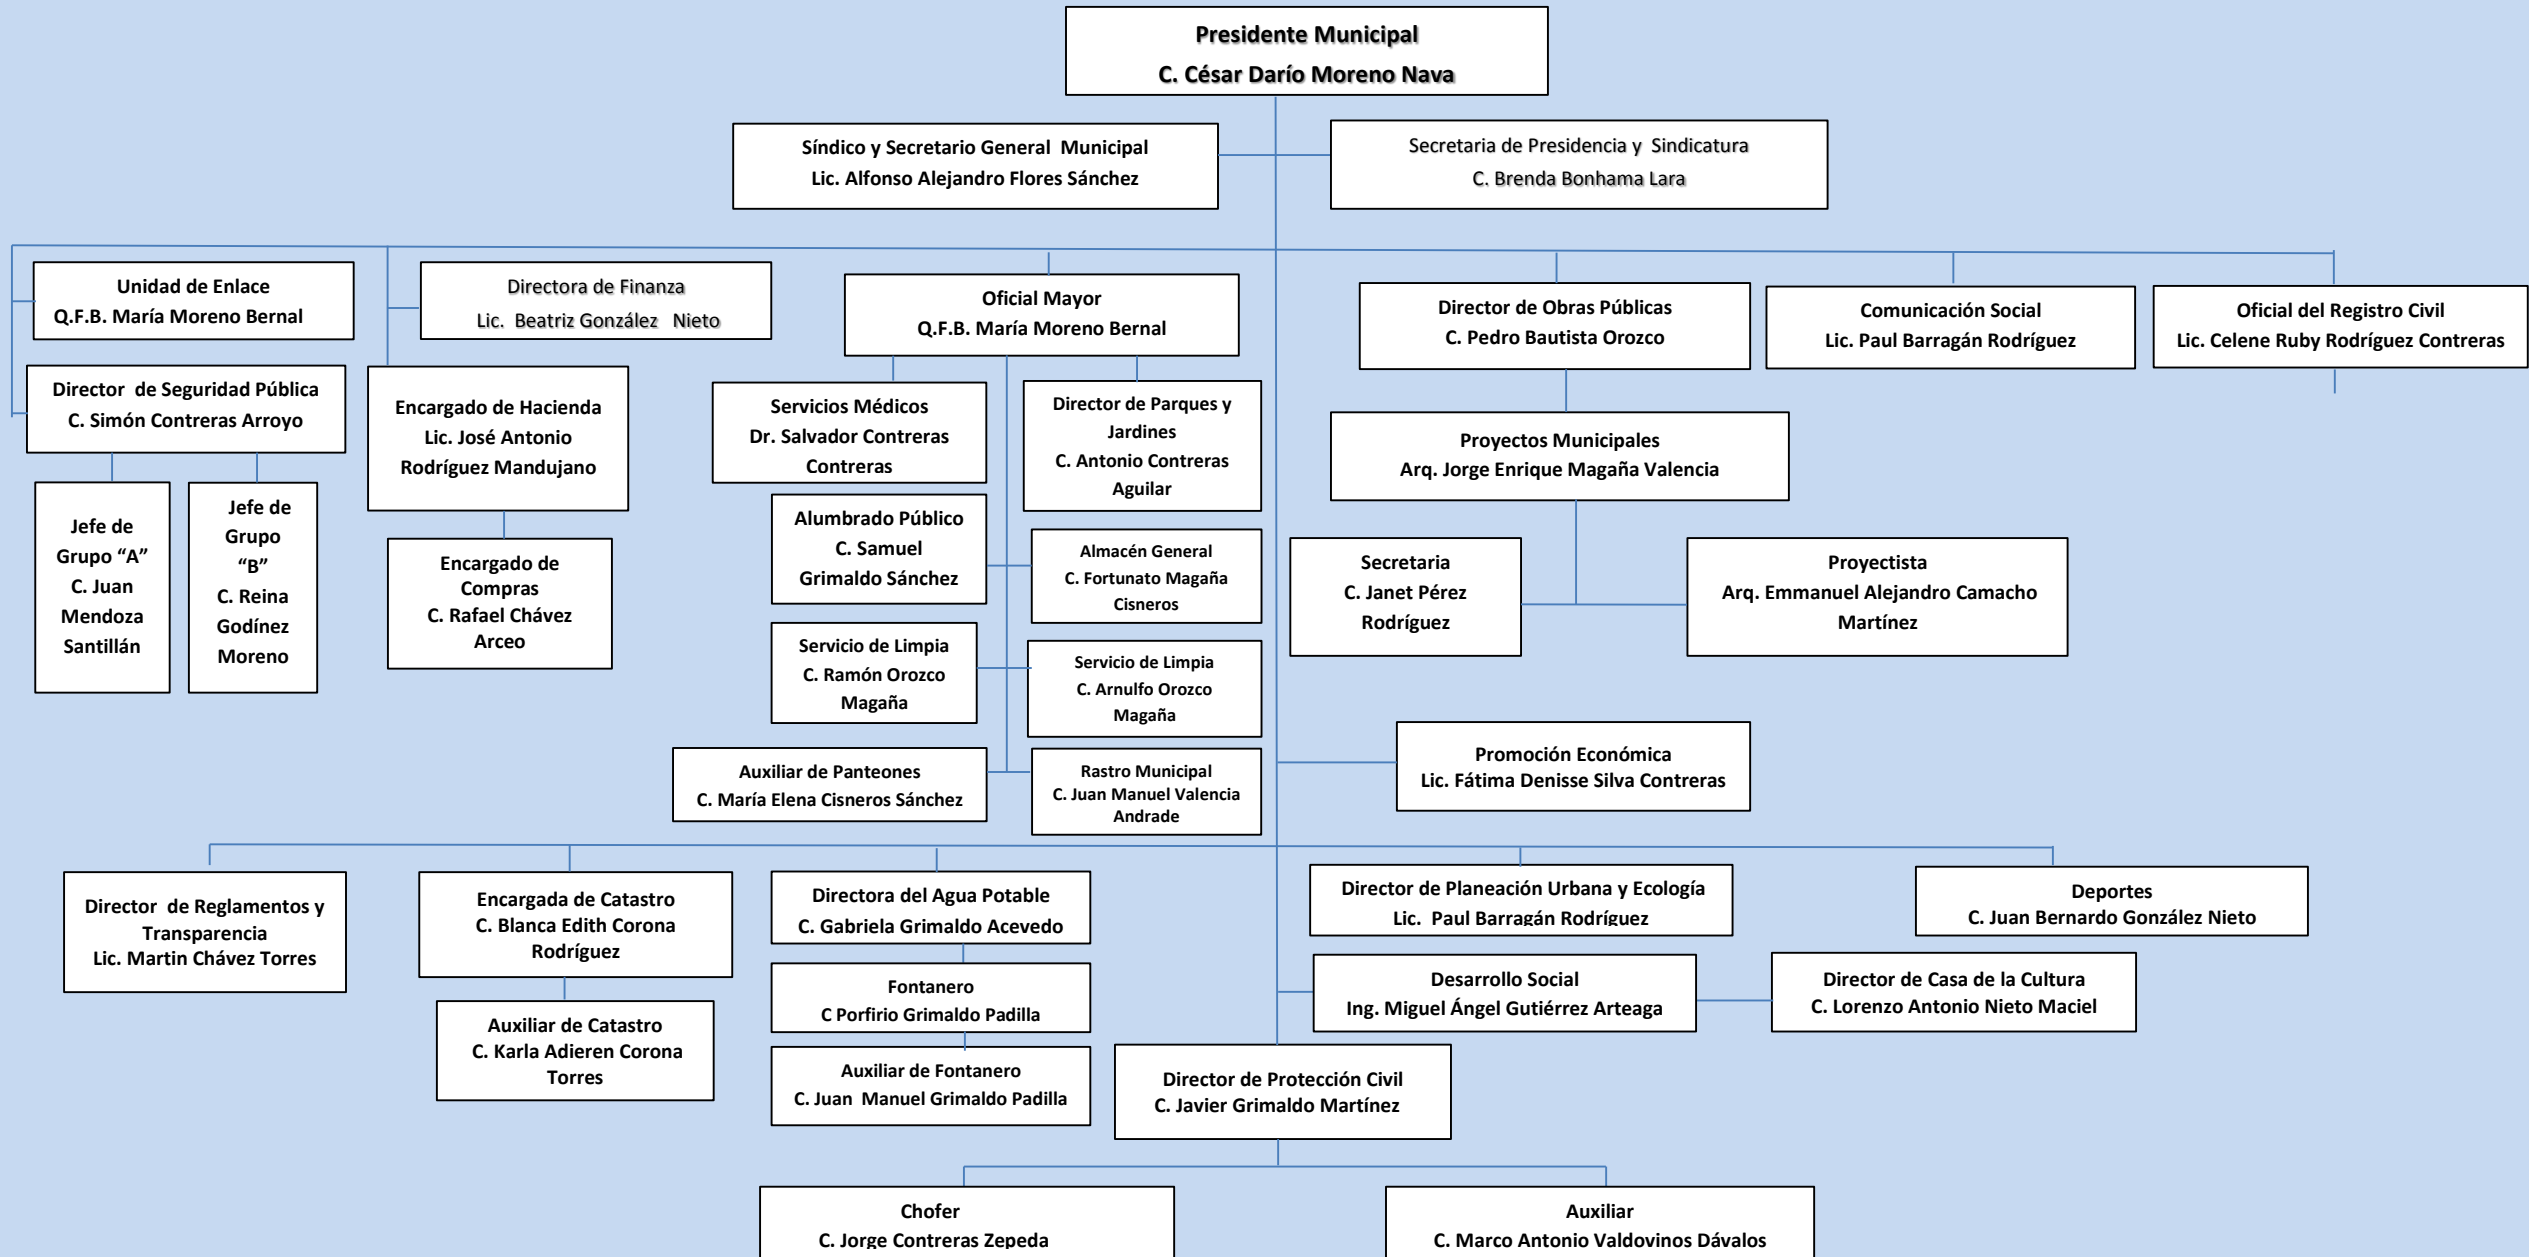 Presidente Municipal
C. César Darío Moreno Nava
Síndico y Secretario General Municipal
Lic. Alfonso Alejandro Flores Sánchez
Secretaria de Presidencia y Sindicatura
C. Brenda Bonhama Lara
Unidad de Enlace
Q.F.B. María Moreno Bernal
Directora de Finanza
Lic. Beatriz González Nieto
Oficial Mayor
Q.F.B. María Moreno Bernal
Director de Obras Públicas
C. Pedro Bautista Orozco
Comunicación Social
Lic. Paul Barragán Rodríguez
Oficial del Registro Civil
Lic. Celene Ruby Rodríguez Contreras
Director de Seguridad Pública
C. Simón Contreras Arroyo
Encargado de Hacienda
Lic. José Antonio
Rodríguez Mandujano
Servicios Médicos
Dr. Salvador Contreras
Contreras
Director de Parques y
Jardines
C. Antonio Contreras
Aguilar
Proyectos Municipales
Arq. Jorge Enrique Magaña Valencia
Jefe de
Grupo “A”
C. Juan
Mendoza
Santillán
Jefe de
Grupo
“B”
C. Reina
Godínez
Moreno
Encargado de
Compras
C. Rafael Chávez
Arceo
Alumbrado Público
C. Samuel
Grimaldo Sánchez
Almacén General
C. Fortunato Magaña
Cisneros
Secretaria
C. Janet Pérez
Rodríguez
Proyectista
Arq. Emmanuel Alejandro Camacho
Martínez
Servicio de Limpia
C. Ramón Orozco
Magaña
Servicio de Limpia
C. Arnulfo Orozco
Magaña
Auxiliar de Panteones
C. María Elena Cisneros Sánchez
Rastro Municipal
C. Juan Manuel Valencia
Andrade
Promoción Económica
Lic. Fátima Denisse Silva Contreras
Director de Reglamentos y
Transparencia
Lic. Martin Chávez Torres
Encargada de Catastro
C. Blanca Edith Corona
Rodríguez
Directora del Agua Potable
C. Gabriela Grimaldo Acevedo
Director de Planeación Urbana y Ecología
Lic. Paul Barragán Rodríguez
Deportes
C. Juan Bernardo González Nieto
Fontanero
C Porfirio Grimaldo Padilla
Desarrollo Social
Ing. Miguel Ángel Gutiérrez Arteaga
Director de Casa de la Cultura
C. Lorenzo Antonio Nieto Maciel
Auxiliar de Catastro
C. Karla Adieren Corona
Torres
Auxiliar de Fontanero
C. Juan Manuel Grimaldo Padilla
Director de Protección Civil
C. Javier Grimaldo Martínez
Chofer
C. Jorge Contreras Zepeda
Auxiliar
C. Marco Antonio Valdovinos Dávalos